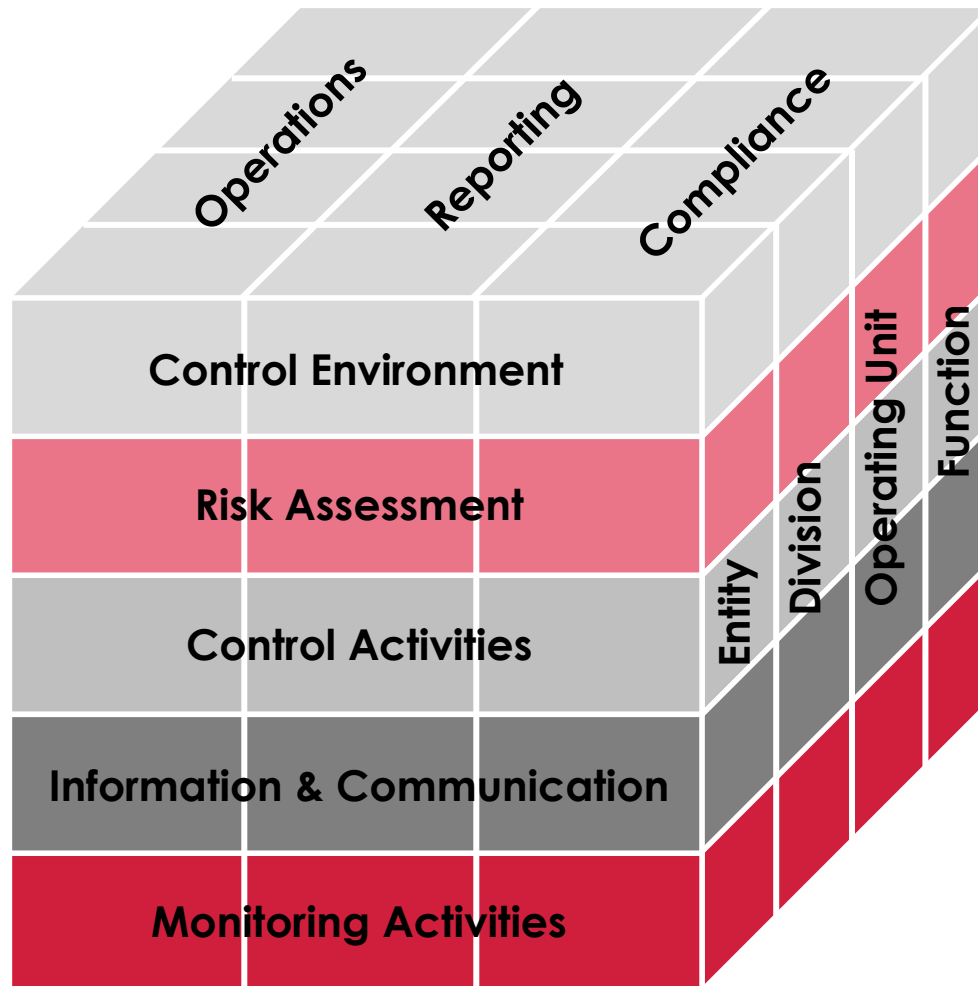 Operations
Reporting
Compliance
Control Environment
Risk Assessment
Control Activities
Information & Communication
Monitoring Activities
Entity
Division
Operating Unit
Function